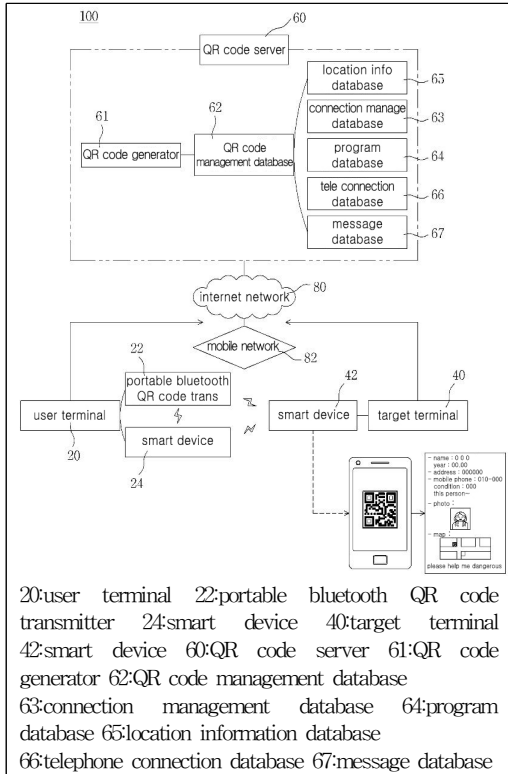 100
60
QR code server
location info
database
65
connection manage
database
63
61
QR code generator
62
QR code
management database
program
database
64
tele connection
database
66
message
database
67
internet network
80
mobile network
82
22
portable bluetooth
QR code trans
user terminal
20
smart device
24
42
smart device
40
target terminal
- name : 0 0 0
year : 00.00
- address : 000000
- mobile phone : 010-000
condition : 000
this person~
- photo :
- map :
please help me dangerous
20:user terminal 22:portable bluetooth QR code
transmitter 24:smart device 40:target terminal
42:smart device 60:QR code server 61:QR code
generator 62:QR code management database
63:connection management database 64:program
database 65:location information database
66:telephone connection database 67:message database